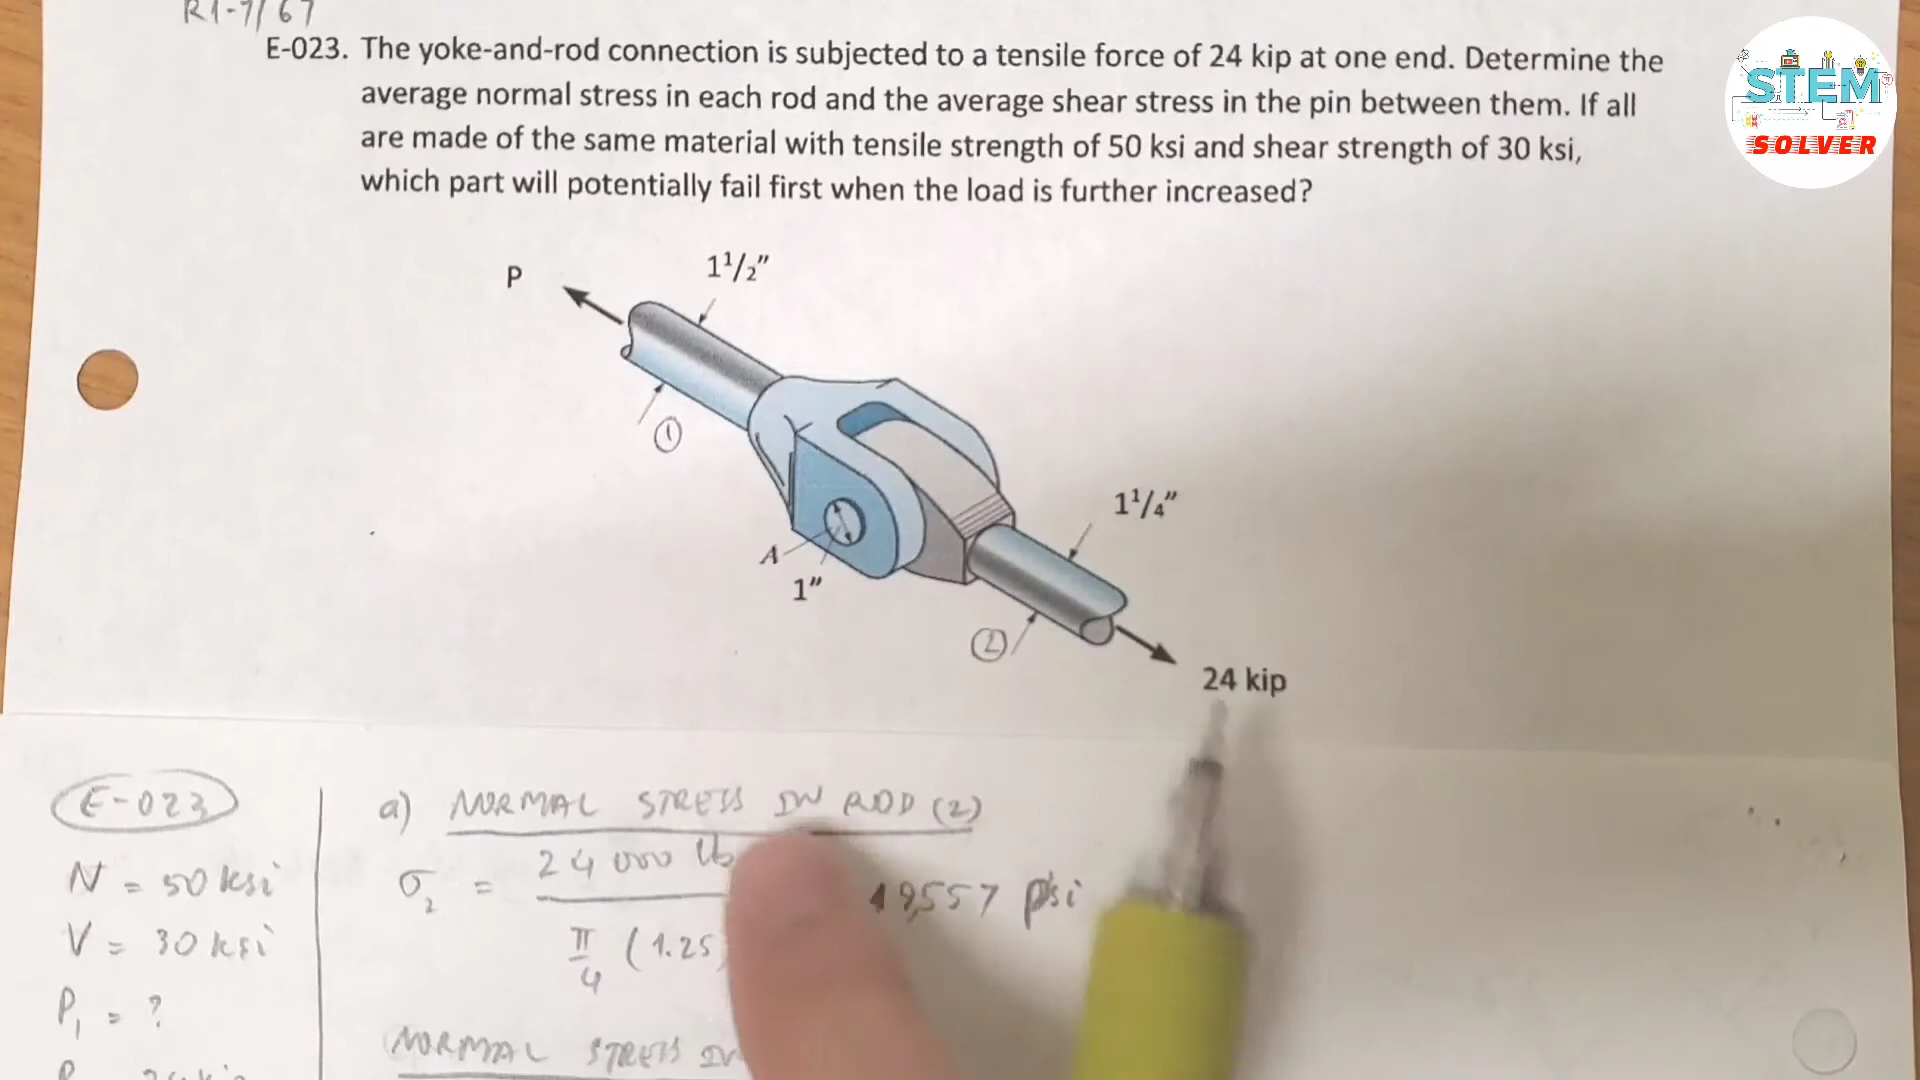 R1-7/67
E-023. The yoke-and-rod connection is subjected to a tensile force of 24 kip at one end. Determine the
average normal stress in each rod and the average shear stress in the pin between them. If all
are made of the same material with tensile strength of 50 ksi and shear strength of 30 ksi,
which part will potentially fail first when the load is further increased?
STEM
SOLVER
P
1 1/2"
①
1 1/4"
A
1"
②
24 kip
E-023
N = 50 ksi
V = 30 ksi
P₁ = ?
a) NORMAL STRESS IN ROD (2)
σ₂ = 24 000 lb
π/4 (1.25
19,557 psi
NORMAL STRESS IN